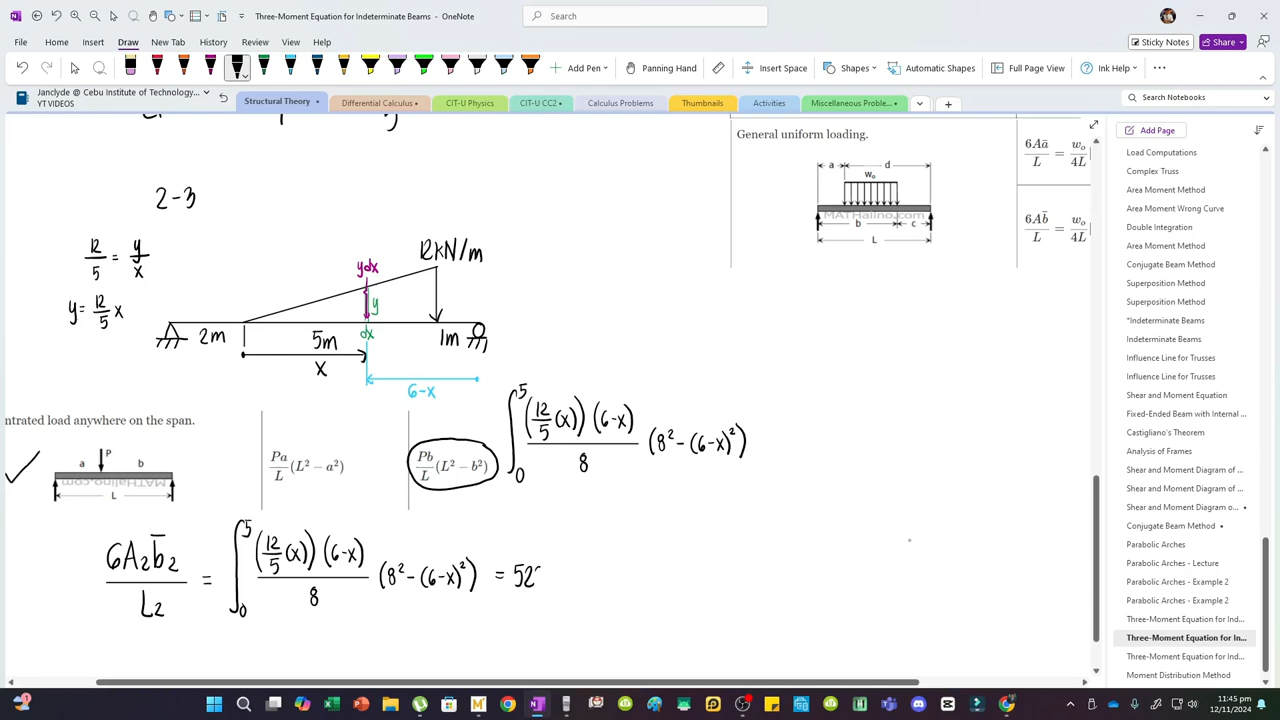 Three-Moment Equation for Indeterminate Beams - OneNote
Search
File Home Insert Draw New Tab History Review View Help
Sticky Notes
Share
Add Pen
Panning Hand
Insert Space
Shapes
Automatic Shapes
Full Page View
Ink Help
Janclyde @ Cebu Institute of Technology...
YT VIDEOS
Structural Theory
Differential Calculus
CIT-U Physics
CIT-U CC2
Calculus Problems
Thumbnails
Activities
Miscellaneous Proble...
Search Notebooks
Add Page
Load Computations
Complex Truss
Area Moment Method
Area Moment Wrong Curve
Double Integration
Area Moment Method
Conjugate Beam Method
Superposition Method
Superposition Method
*Indeterminate Beams
Indeterminate Beams
Influence Line for Trusses
Influence Line for Trusses
Shear and Moment Equation
Fixed-Ended Beam with Internal ...
Castigliano's Theorem
Analysis of Frames
Shear and Moment Diagram of ...
Shear and Moment Diagram of ...
Shear and Moment Diagram o...
Conjugate Beam Method
Parabolic Arches
Parabolic Arches - Lecture
Parabolic Arches - Example 2
Parabolic Arches - Example 2
Three-Moment Equation for Ind...
Three-Moment Equation for In...
Three-Moment Equation for Ind...
Moment Distribution Method
General uniform loading.
a d
w₀
MATHalino.com
b c
L
6Aā/L = w₀/4L
6Ab̄/L = w₀/4L
2-3
12/5 = y/x
y = 12/5 x
12kN/m
ydx
y
2m 5m dx 1m
x
6-x
ntrated load anywhere on the span.
a P b
MATHalino.com
L
Pa/L (L² − a²)
Pb/L (L² − b²)
∫₀⁵ (12/5 (x)) (6-x)/8 (8² - (6-x)²)
6A₂b̄₂/L₂ = ∫₀⁵ (12/5 (x)) (6-x)/8 (8² - (6-x)²) = 52
11:45 pm
12/11/2024